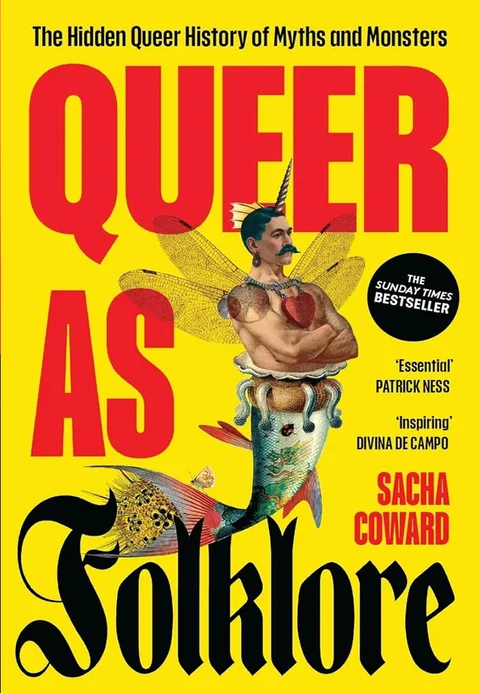 The Hidden Queer History of Myths and Monsters
QUEER
AS
THE
SUNDAY TIMES
BESTSELLER
‘Essential’
PATRICK NESS
‘Inspiring’
DIVINA DE CAMPO
SACHA
COWARD
Folklore